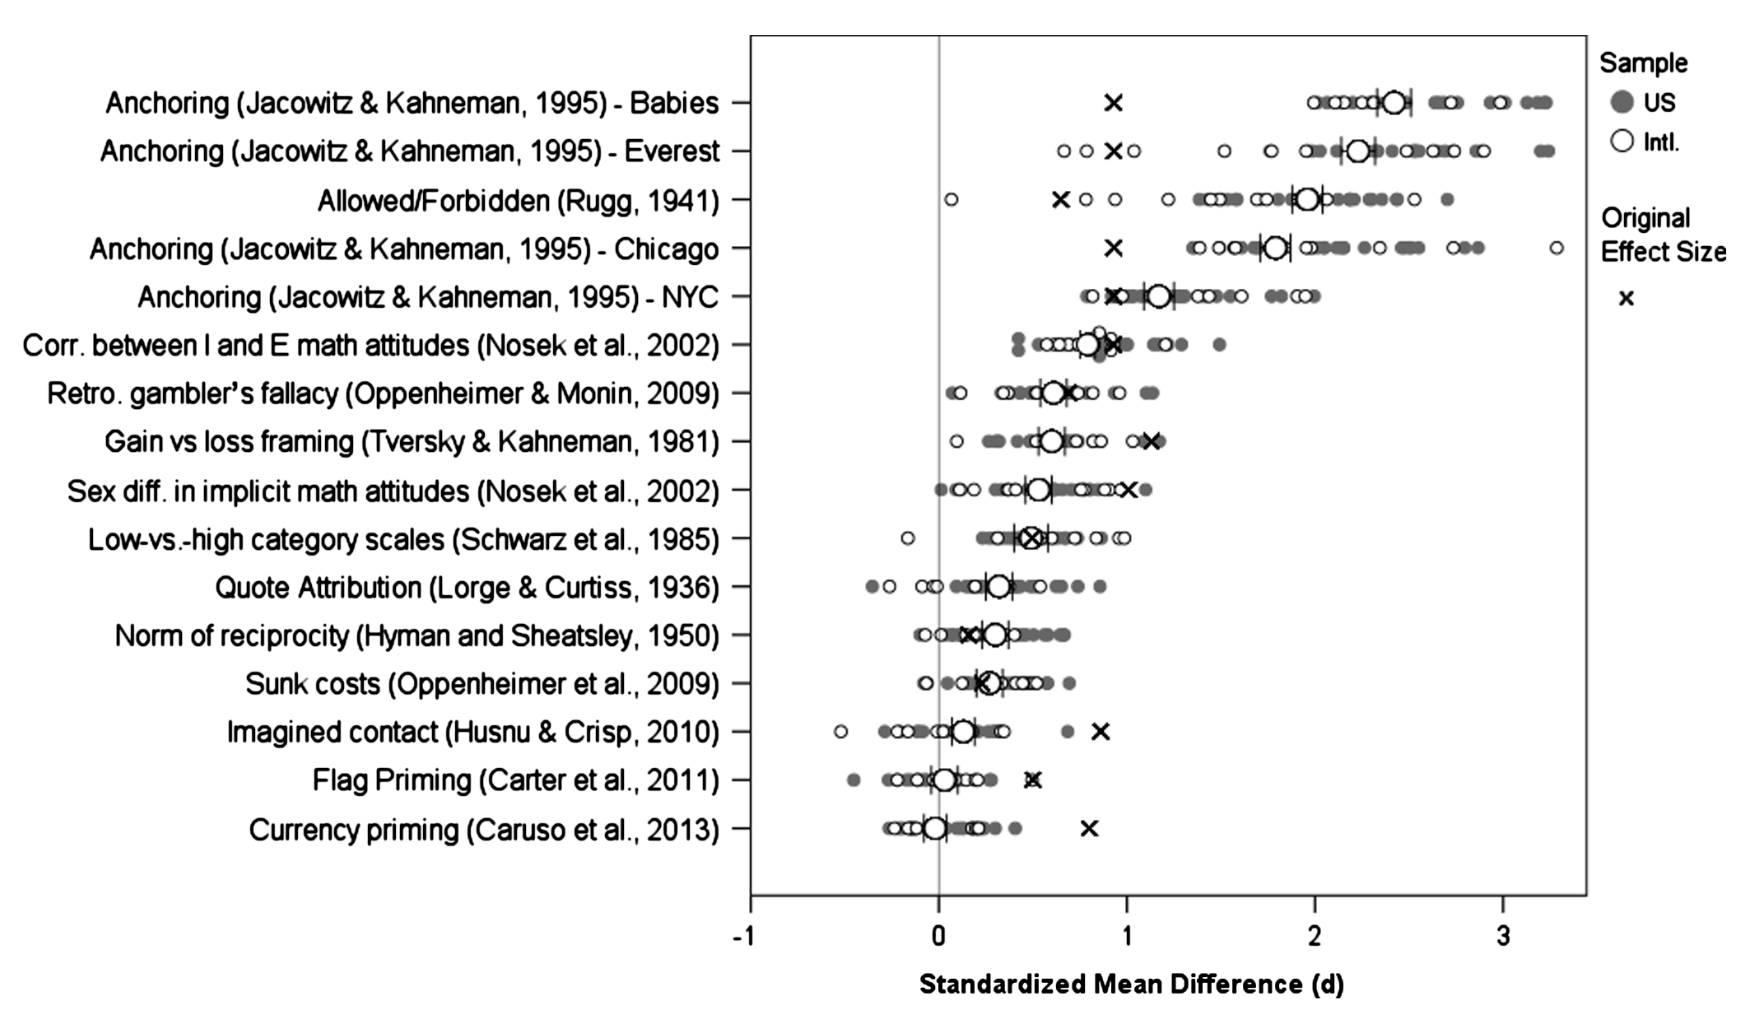 Anchoring (Jacowitz & Kahneman, 1995) - Babies
Anchoring (Jacowitz & Kahneman, 1995) - Everest
Allowed/Forbidden (Rugg, 1941)
Anchoring (Jacowitz & Kahneman, 1995) - Chicago
Anchoring (Jacowitz & Kahneman, 1995) - NYC
Corr. between I and E math attitudes (Nosek et al., 2002)
Retro. gambler's fallacy (Oppenheimer & Monin, 2009)
Gain vs loss framing (Tversky & Kahneman, 1981)
Sex diff. in implicit math attitudes (Nosek et al., 2002)
Low-vs.-high category scales (Schwarz et al., 1985)
Quote Attribution (Lorge & Curtiss, 1936)
Norm of reciprocity (Hyman and Sheatsley, 1950)
Sunk costs (Oppenheimer et al., 2009)
Imagined contact (Husnu & Crisp, 2010)
Flag Priming (Carter et al., 2011)
Currency priming (Caruso et al., 2013)
-1 0 1 2 3
Standardized Mean Difference (d)
Sample
US
Intl.
Original
Effect Size